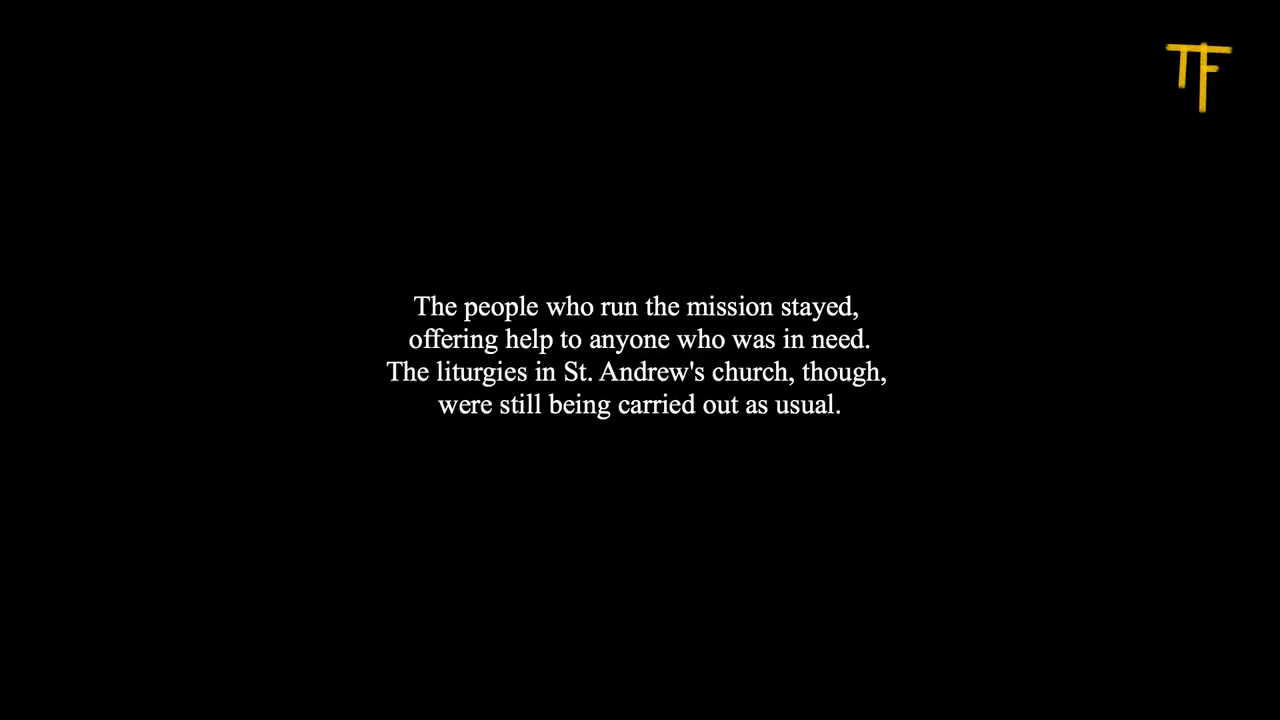 TF
The people who run the mission stayed,
offering help to anyone who was in need.
The liturgies in St. Andrew's church, though,
were still being carried out as usual.